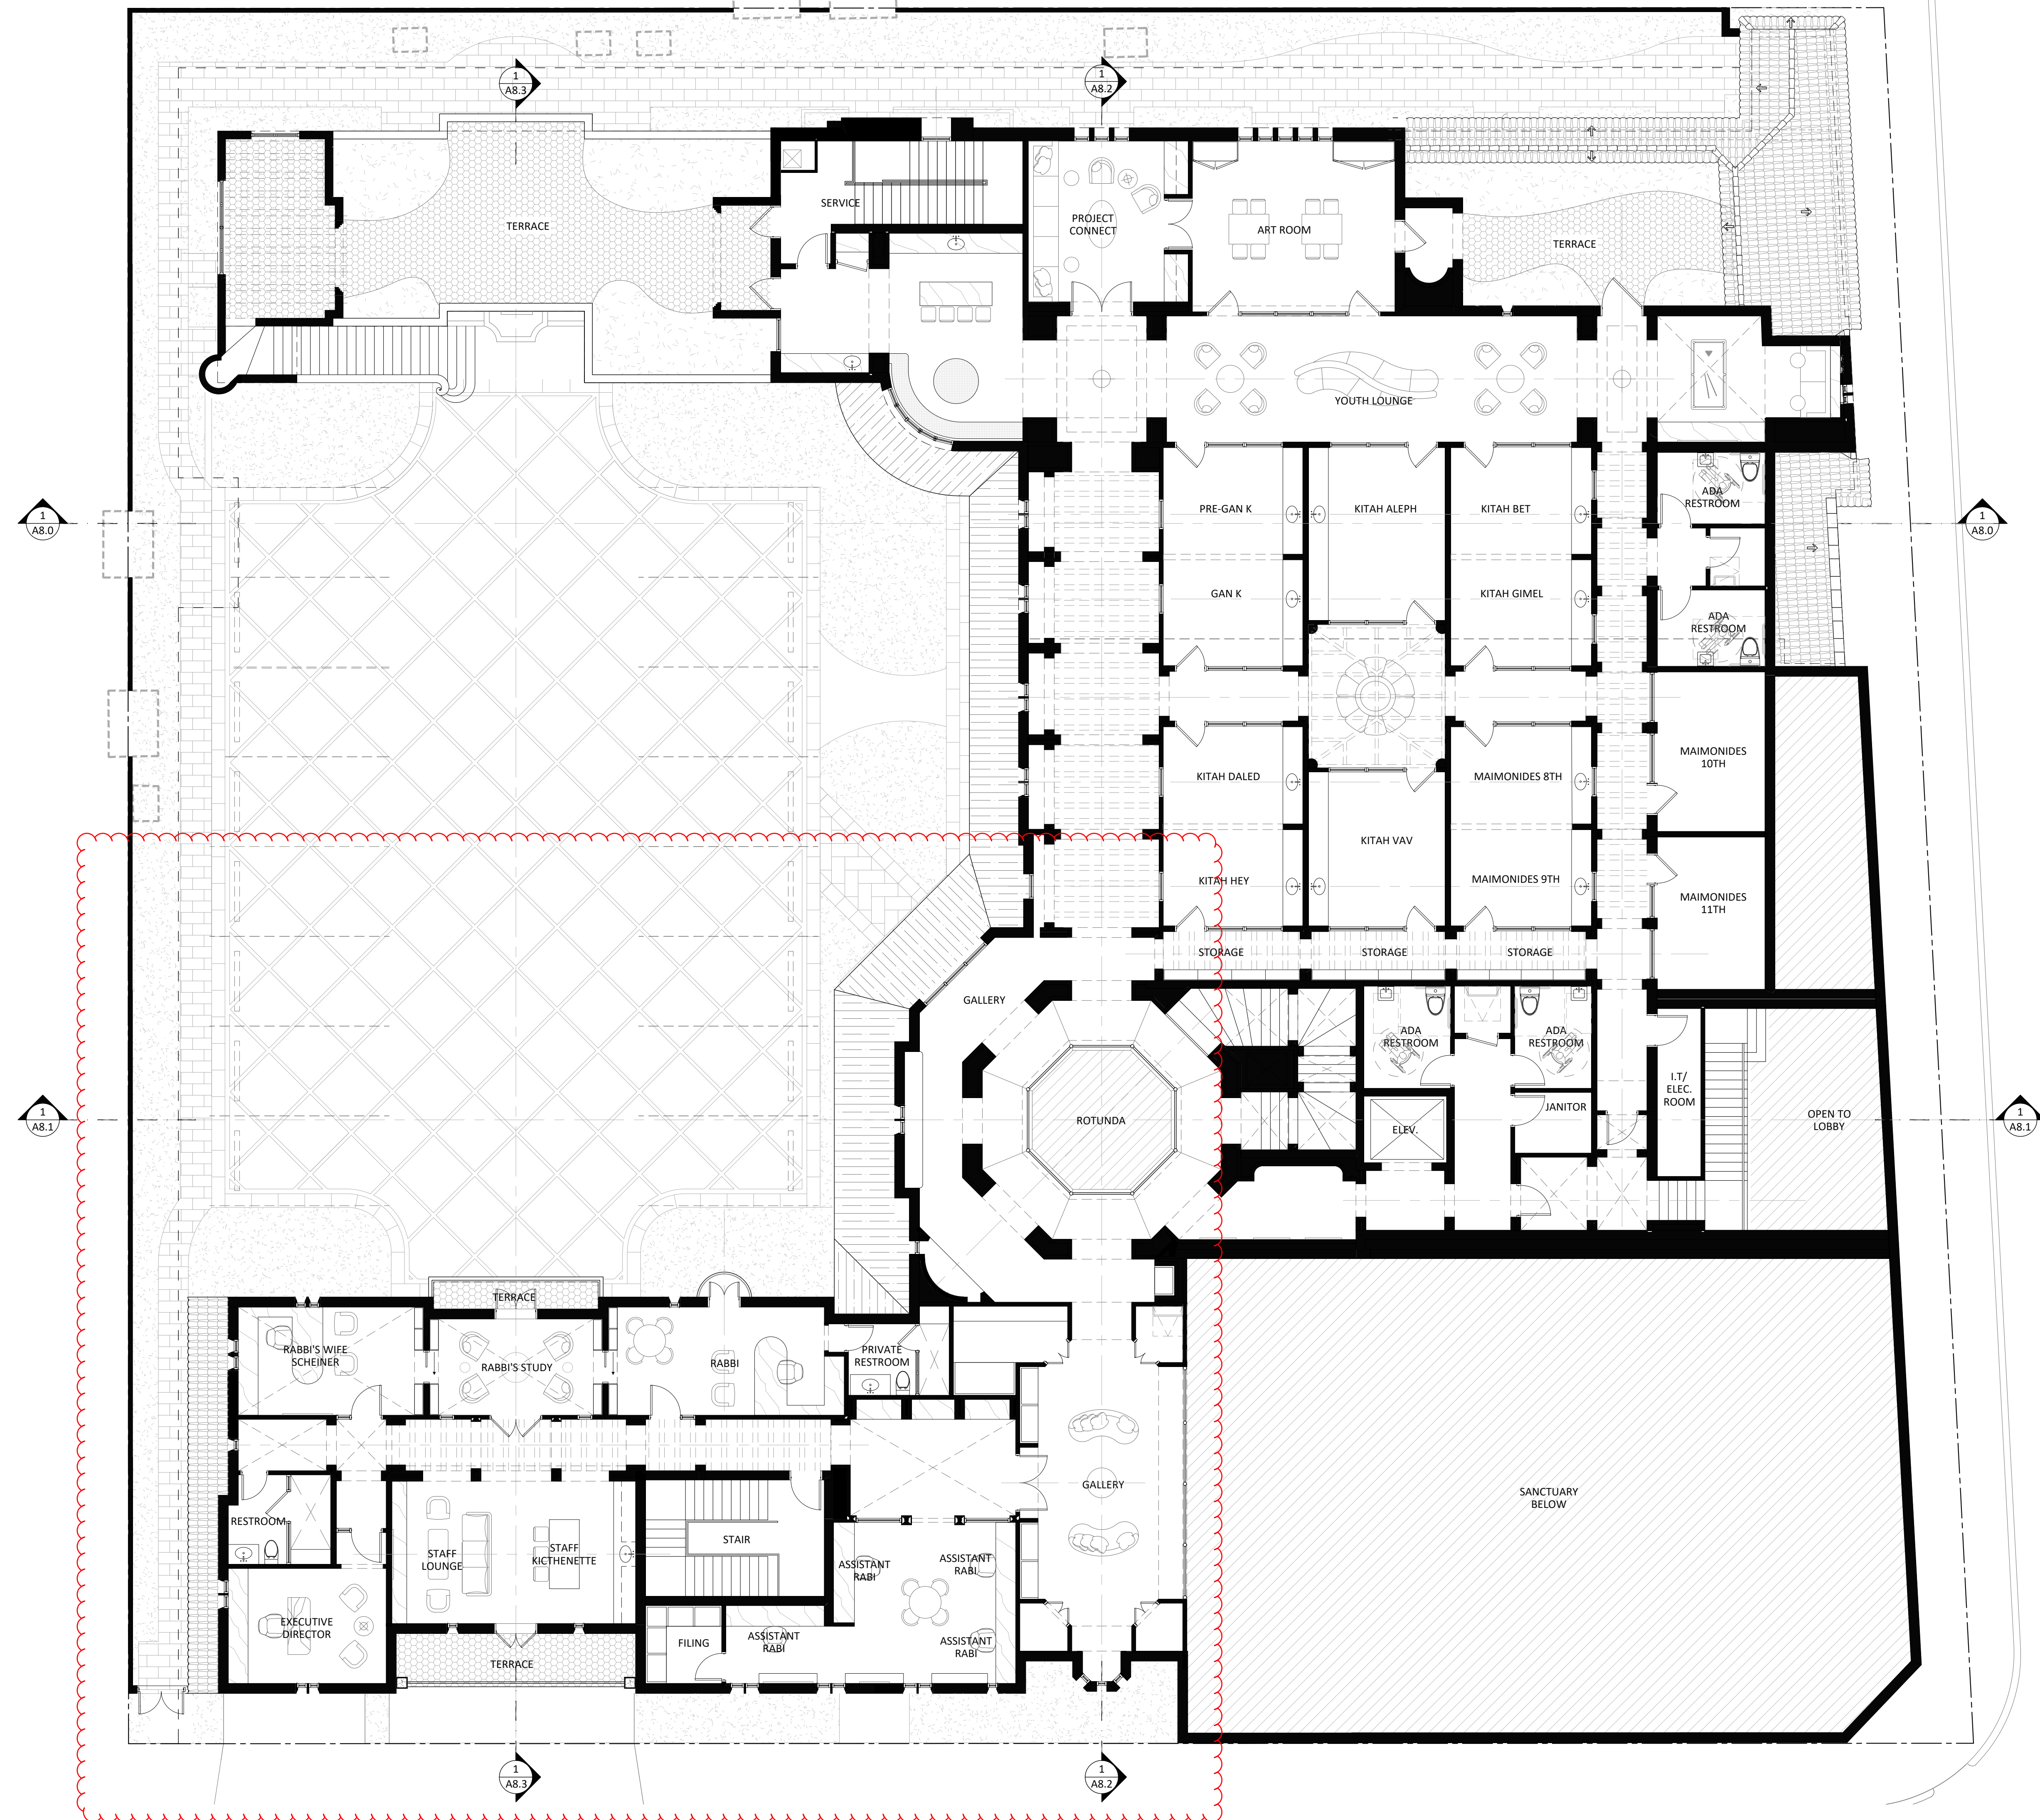 1
A8.3
1
A8.2
TERRACE
SERVICE
PROJECT
CONNECT
ART ROOM
TERRACE
YOUTH LOUNGE
1
A8.0
PRE-GAN K
KITAH ALEPH
KITAH BET
ADA
RESTROOM
1
A8.0
GAN K
KITAH GIMEL
ADA
RESTROOM
KITAH DALED
MAIMONIDES 8TH
MAIMONIDES
10TH
KITAH VAV
KITAH HEY
MAIMONIDES 9TH
MAIMONIDES
11TH
STORAGE
STORAGE
STORAGE
GALLERY
ADA
RESTROOM
ADA
RESTROOM
I.T/
ELEC.
ROOM
1
A8.1
ROTUNDA
ELEV.
JANITOR
OPEN TO
LOBBY
1
A8.1
TERRACE
RABBI'S WIFE
SCHEINER
RABBI'S STUDY
RABBI
PRIVATE
RESTROOM
GALLERY
SANCTUARY
BELOW
RESTROOM
STAFF
LOUNGE
STAFF
KICTHENETTE
STAIR
ASSISTANT
RABI
ASSISTANT
RABI
EXECUTIVE
DIRECTOR
FILING
ASSISTANT
RABI
ASSISTANT
RABI
TERRACE
1
A8.3
1
A8.2